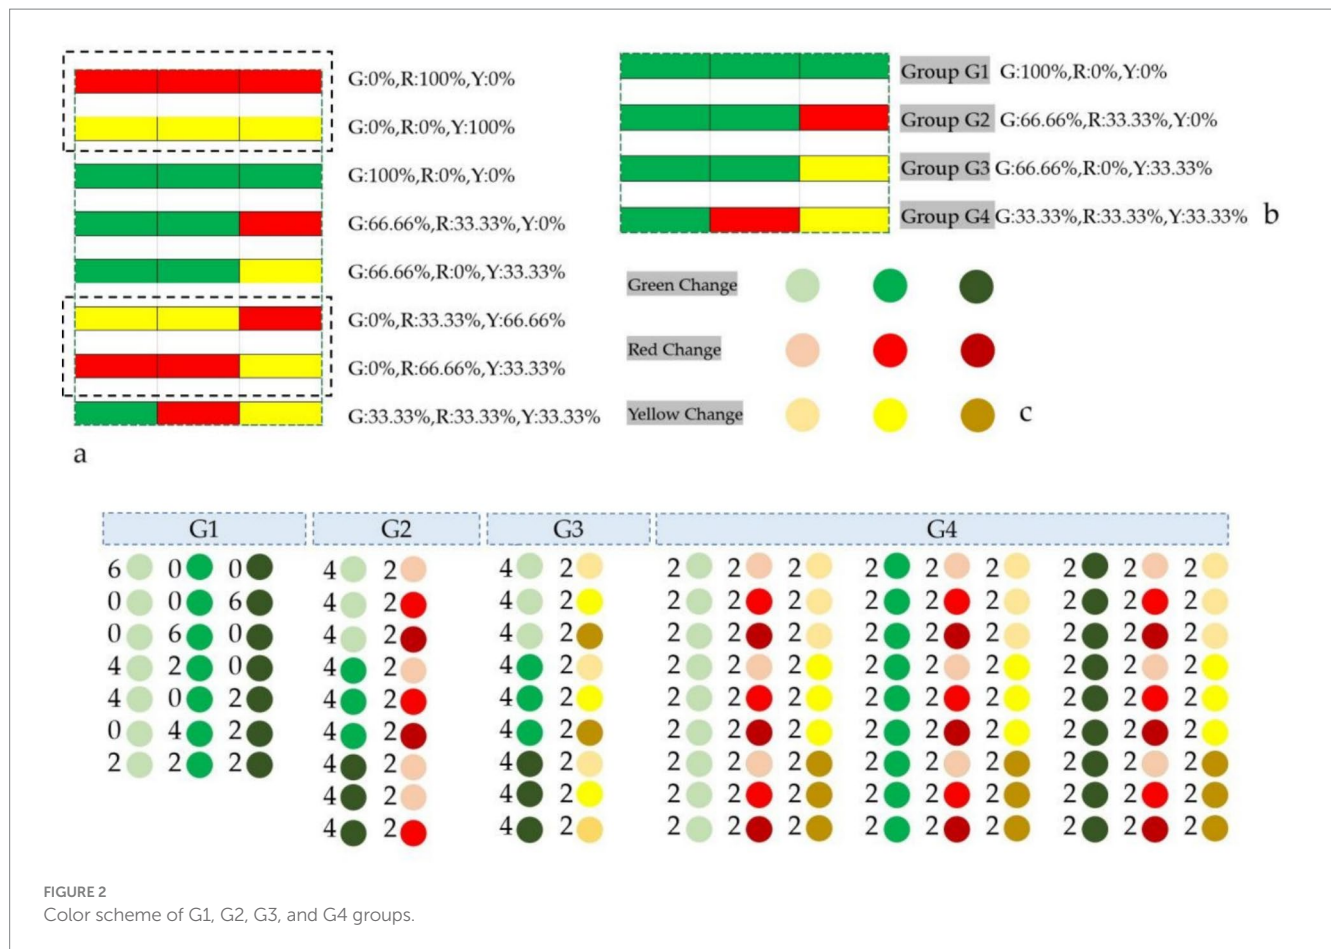 G:0%,R:100%,Y:0%
G:0%,R:0%,Y:100%
G:100%,R:0%,Y:0%
G:66.66%,R:33.33%,Y:0%
G:66.66%,R:0%,Y:33.33%
G:0%,R:33.33%,Y:66.66%
G:0%,R:66.66%,Y:33.33%
G:33.33%,R:33.33%,Y:33.33%
a
Group G1 G:100%,R:0%,Y:0%
Group G2 G:66.66%,R:33.33%,Y:0%
Group G3 G:66.66%,R:0%,Y:33.33%
Group G4 G:33.33%,R:33.33%,Y:33.33% b
Green Change
Red Change
Yellow Change c
G1 G2 G3 G4
6 0 0 4 2 4 2 2 2 2 2 2 2 2 2 2
0 0 6 4 2 4 2 2 2 2 2 2 2 2 2 2
0 6 0 4 2 4 2 2 2 2 2 2 2 2 2 2
4 2 0 4 2 4 2 2 2 2 2 2 2 2 2 2
4 0 2 4 2 4 2 2 2 2 2 2 2 2 2 2
0 4 2 4 2 4 2 2 2 2 2 2 2 2 2 2
2 2 2 4 2 4 2 2 2 2 2 2 2 2 2 2
4 2 4 2 2 2 2 2 2 2 2 2 2
4 2 4 2 2 2 2 2 2 2 2 2 2
FIGURE 2
Color scheme of G1, G2, G3, and G4 groups.